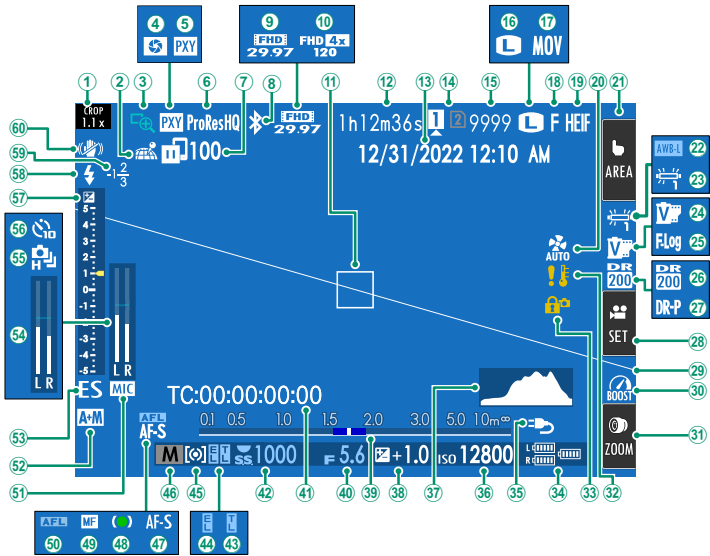 9 10
FHD 29.97 FHD 4x 120
16 17
L MOV
4 5
PXY
1 2 3 6 7 8 11 12 13 14 15 18 19 20 21
CROP 1.1x
PXY ProResHQ FHD 29.97
1h12m36s 1 2 9999 L F HEIF
100
12/31/2022 12:10 AM
60
59
-1 2/3
58
57
5
4
3
2
1
0
-1
-2
-3
-4
-5
56
10
55
H
54
L R
L R
53
ES MIC
52
A+M
51
AREA
22
AWB-L
23
1
1
24
V
25
F-Log
V
AUTO
DR 200
26
DR 200
27
DR-P
28
SET
29
30
BOOST
31
ZOOM
TC:00:00:00:00
AFL
AF-S
0.1 0.5 1.0 1.5 2.0 3.0 5.0 10m ∞
M EL TL S.S. 1000 F 5.6 +1.0 ISO 12800 L R
46 45 42 41 40 39 38 37 36 35 34 33 32
AFL MF AF-S
50 49 48 47
EL TL
44 43